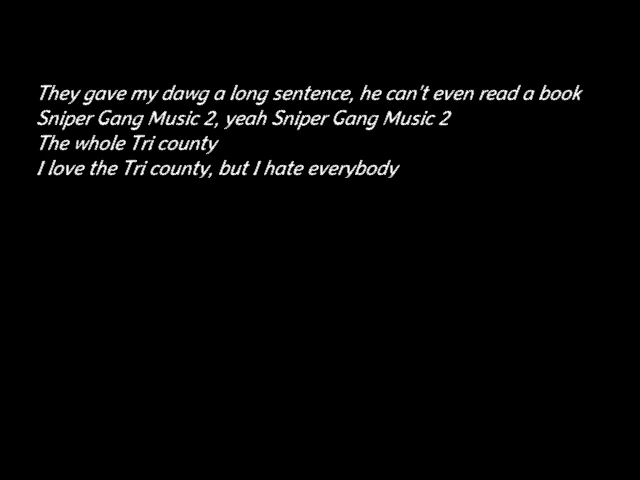 They gave my dawg a long sentence, he can't even read a book
Sniper Gang Music 2, yeah Sniper Gang Music 2
The whole Tri county
I love the Tri county, but I hate everybody